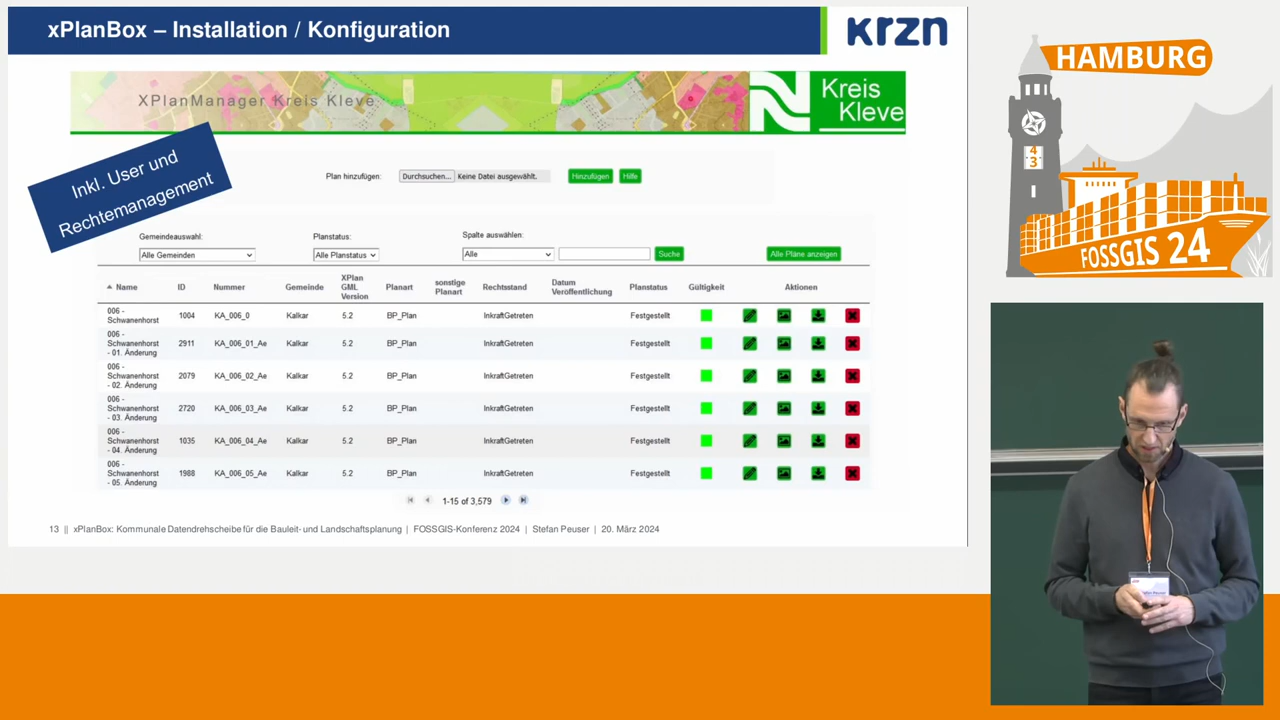 xPlanBox – Installation / Konfiguration
krzn
XPlanManager Kreis Kleve
Kreis
Kleve
Inkl. User und
Rechtemanagement
Plan hinzufügen: Durchsuchen... Keine Datei ausgewählt. Hinzufügen Hilfe
Gemeindeauswahl: Planstatus: Spalte auswählen:
Alle Gemeinden Alle Planstatus Alle Suche Alle Pläne anzeigen
Name ID Nummer Gemeinde XPlan GML Version Planart sonstige Planart Rechtsstand Datum Veröffentlichung Planstatus Gültigkeit Aktionen
006 - Schwanenhorst 1004 KA_006_0 Kalkar 5.2 BP_Plan InkraftGetreten Festgestellt
006 - Schwanenhorst - 01. Änderung 2911 KA_006_01_Ae Kalkar 5.2 BP_Plan InkraftGetreten Festgestellt
006 - Schwanenhorst - 02. Änderung 2079 KA_006_02_Ae Kalkar 5.2 BP_Plan InkraftGetreten Festgestellt
006 - Schwanenhorst - 03. Änderung 2720 KA_006_03_Ae Kalkar 5.2 BP_Plan InkraftGetreten Festgestellt
006 - Schwanenhorst - 04. Änderung 1035 KA_006_04_Ae Kalkar 5.2 BP_Plan InkraftGetreten Festgestellt
006 - Schwanenhorst - 05. Änderung 1988 KA_006_05_Ae Kalkar 5.2 BP_Plan InkraftGetreten Festgestellt
1-15 of 3,579
13 || xPlanBox: Kommunale Datendrehscheibe für die Bauleit- und Landschaftsplanung | FOSSGIS-Konferenz 2024 | Stefan Peuser | 20. März 2024
HAMBURG
4
3
FOSSGIS 24